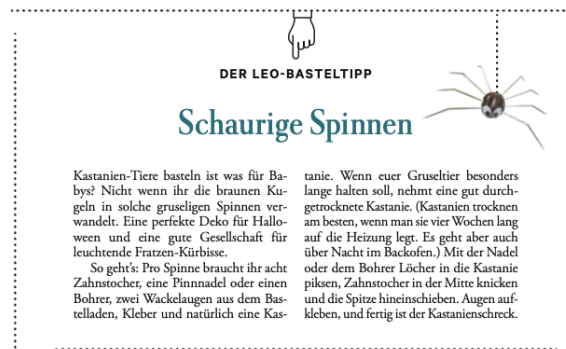 DER LEO-BASTELTIPP
Schaurige Spinnen
Kastanien-Tiere basteln ist was für Ba-
bys? Nicht wenn ihr die braunen Ku-
geln in solche gruseligen Spinnen ver-
wandelt. Eine perfekte Deko für Hallo-
ween und eine gute Gesellschaft für
leuchtende Fratzen-Kürbisse.
So geht's: Pro Spinne braucht ihr acht
Zahnstocher, eine Pinnnadel oder einen
Bohrer, zwei Wackelaugen aus dem Bas-
telladen, Kleber und natürlich eine Kas-
tanie. Wenn euer Gruseltier besonders
lange halten soll, nehmt eine gut durch-
getrocknete Kastanie. (Kastanien trocknen
am besten, wenn man sie vier Wochen lang
auf die Heizung legt. Es geht aber auch
über Nacht im Backofen.) Mit der Nadel
oder dem Bohrer Löcher in die Kastanie
piksen, Zahnstocher in der Mitte knicken
und die Spitze hineinschieben. Augen auf-
kleben, und fertig ist der Kastanienschreck.